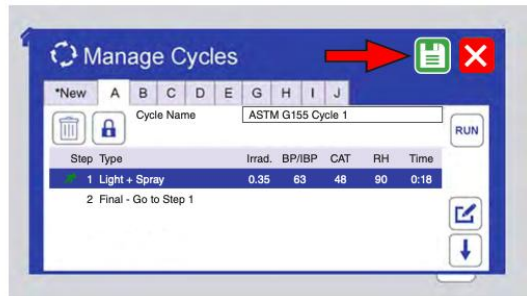 Manage Cycles
*New A B C D E G H I J
Cycle Name ASTM G155 Cycle 1
RUN
Step Type Irrad. BP/IBP CAT RH Time
1 Light + Spray 0.35 63 48 90 0:18
2 Final - Go to Step 1